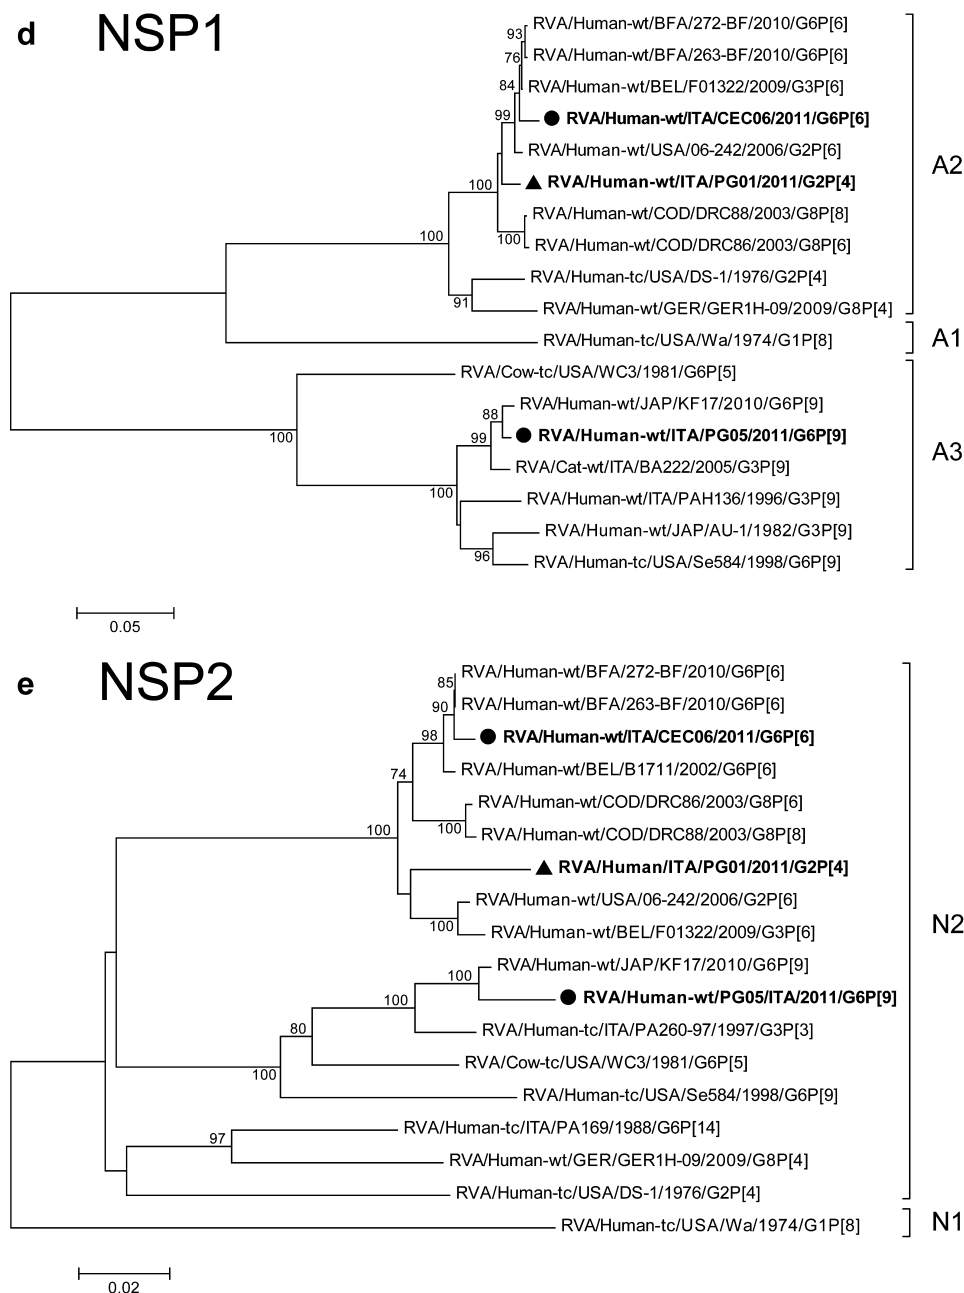 d NSP1
RVA/Human-wt/BFA/272-BF/2010/G6P[6]
93
RVA/Human-wt/BFA/263-BF/2010/G6P[6]
76
RVA/Human-wt/BEL/F01322/2009/G3P[6]
84
99
RVA/Human-wt/ITA/CEC06/2011/G6P[6]
RVA/Human-wt/USA/06-242/2006/G2P[6]
A2
100
RVA/Human-wt/ITA/PG01/2011/G2P[4]
RVA/Human-wt/COD/DRC88/2003/G8P[8]
100
100
RVA/Human-wt/COD/DRC86/2003/G8P[6]
RVA/Human-tc/USA/DS-1/1976/G2P[4]
91
RVA/Human-wt/GER/GER1H-09/2009/G8P[4]
RVA/Human-tc/USA/Wa/1974/G1P[8]
A1
RVA/Cow-tc/USA/WC3/1981/G6P[5]
RVA/Human-wt/JAP/KF17/2010/G6P[9]
88
100
99
RVA/Human-wt/ITA/PG05/2011/G6P[9]
A3
RVA/Cat-wt/ITA/BA222/2005/G3P[9]
100
RVA/Human-wt/ITA/PAH136/1996/G3P[9]
RVA/Human-wt/JAP/AU-1/1982/G3P[9]
96
RVA/Human-tc/USA/Se584/1998/G6P[9]
0.05
e NSP2
RVA/Human-wt/BFA/272-BF/2010/G6P[6]
85
RVA/Human-wt/BFA/263-BF/2010/G6P[6]
90
98
RVA/Human-wt/ITA/CEC06/2011/G6P[6]
RVA/Human-wt/BEL/B1711/2002/G6P[6]
74
RVA/Human-wt/COD/DRC86/2003/G8P[6]
100
100
RVA/Human-wt/COD/DRC88/2003/G8P[8]
RVA/Human/ITA/PG01/2011/G2P[4]
RVA/Human-wt/USA/06-242/2006/G2P[6]
100
RVA/Human-wt/BEL/F01322/2009/G3P[6]
N2
RVA/Human-wt/JAP/KF17/2010/G6P[9]
100
100
RVA/Human-wt/PG05/ITA/2011/G6P[9]
80
RVA/Human-tc/ITA/PA260-97/1997/G3P[3]
RVA/Cow-tc/USA/WC3/1981/G6P[5]
100
RVA/Human-tc/USA/Se584/1998/G6P[9]
RVA/Human-tc/ITA/PA169/1988/G6P[14]
97
RVA/Human-wt/GER/GER1H-09/2009/G8P[4]
RVA/Human-tc/USA/DS-1/1976/G2P[4]
RVA/Human-tc/USA/Wa/1974/G1P[8]
N1
0.02